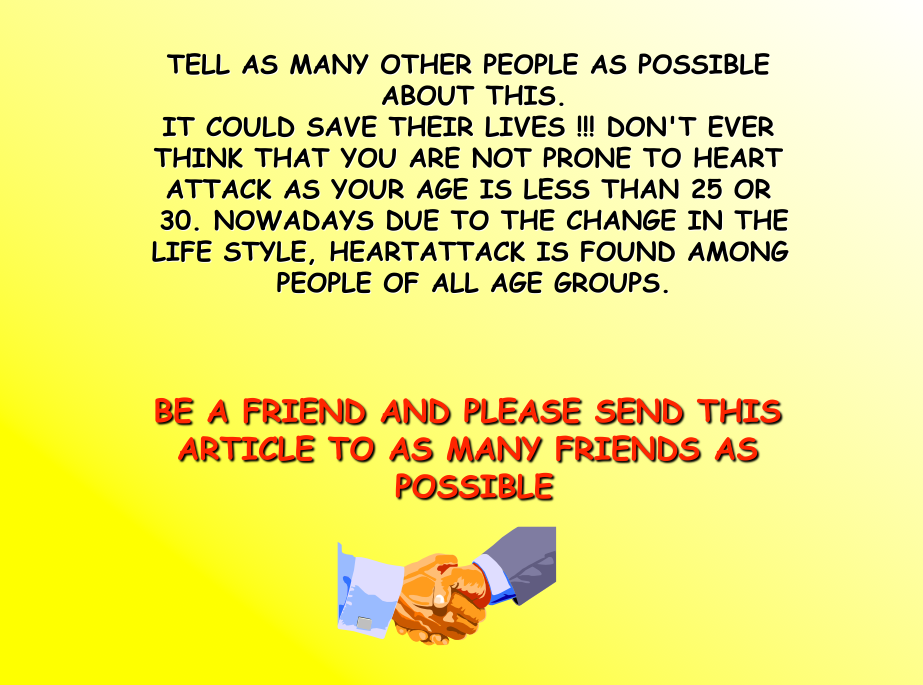 TELL AS MANY OTHER PEOPLE AS POSSIBLE
ABOUT THIS.
IT COULD SAVE THEIR LIVES !!! DON'T EVER
THINK THAT YOU ARE NOT PRONE TO HEART
ATTACK AS YOUR AGE IS LESS THAN 25 OR
30. NOWADAYS DUE TO THE CHANGE IN THE
LIFE STYLE, HEARTATTACK IS FOUND AMONG
PEOPLE OF ALL AGE GROUPS.
BE A FRIEND AND PLEASE SEND THIS
ARTICLE TO AS MANY FRIENDS AS
POSSIBLE